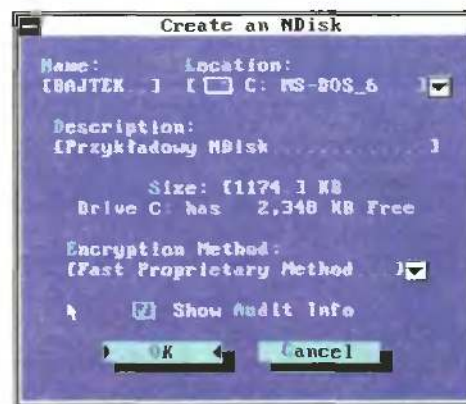 Create an NDisk
Name: Location:
[BAJTEK..] [ C: MS-DOS_6 ]
Description:
[Przykładowy NDisk.............]
Size: [1174.] KB
Drive C: has 2,348 KB Free
Encryption Method:
[Fast Proprietary Method...]
Show Audit Info
OK Cancel